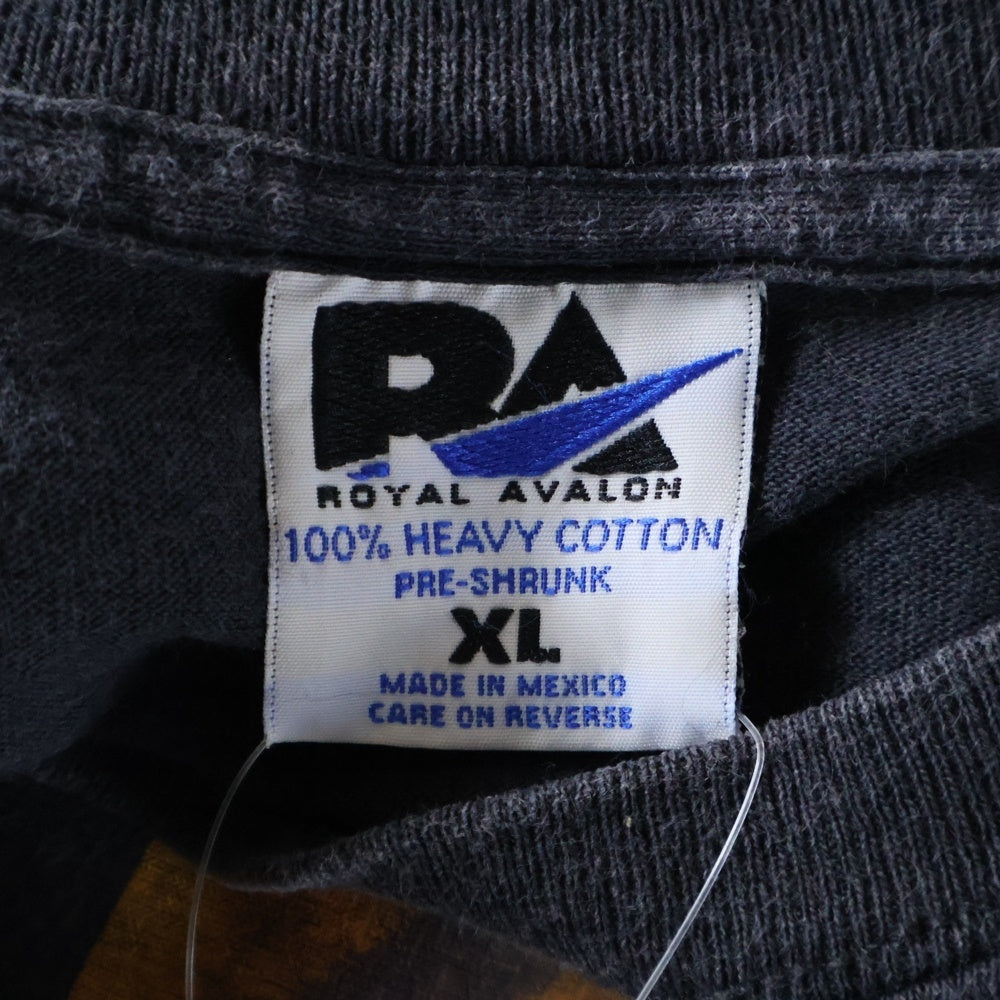 RA
ROYAL AVALON
100% HEAVY COTTON
PRE-SHRUNK
XL
MADE IN MEXICO
CARE ON REVERSE